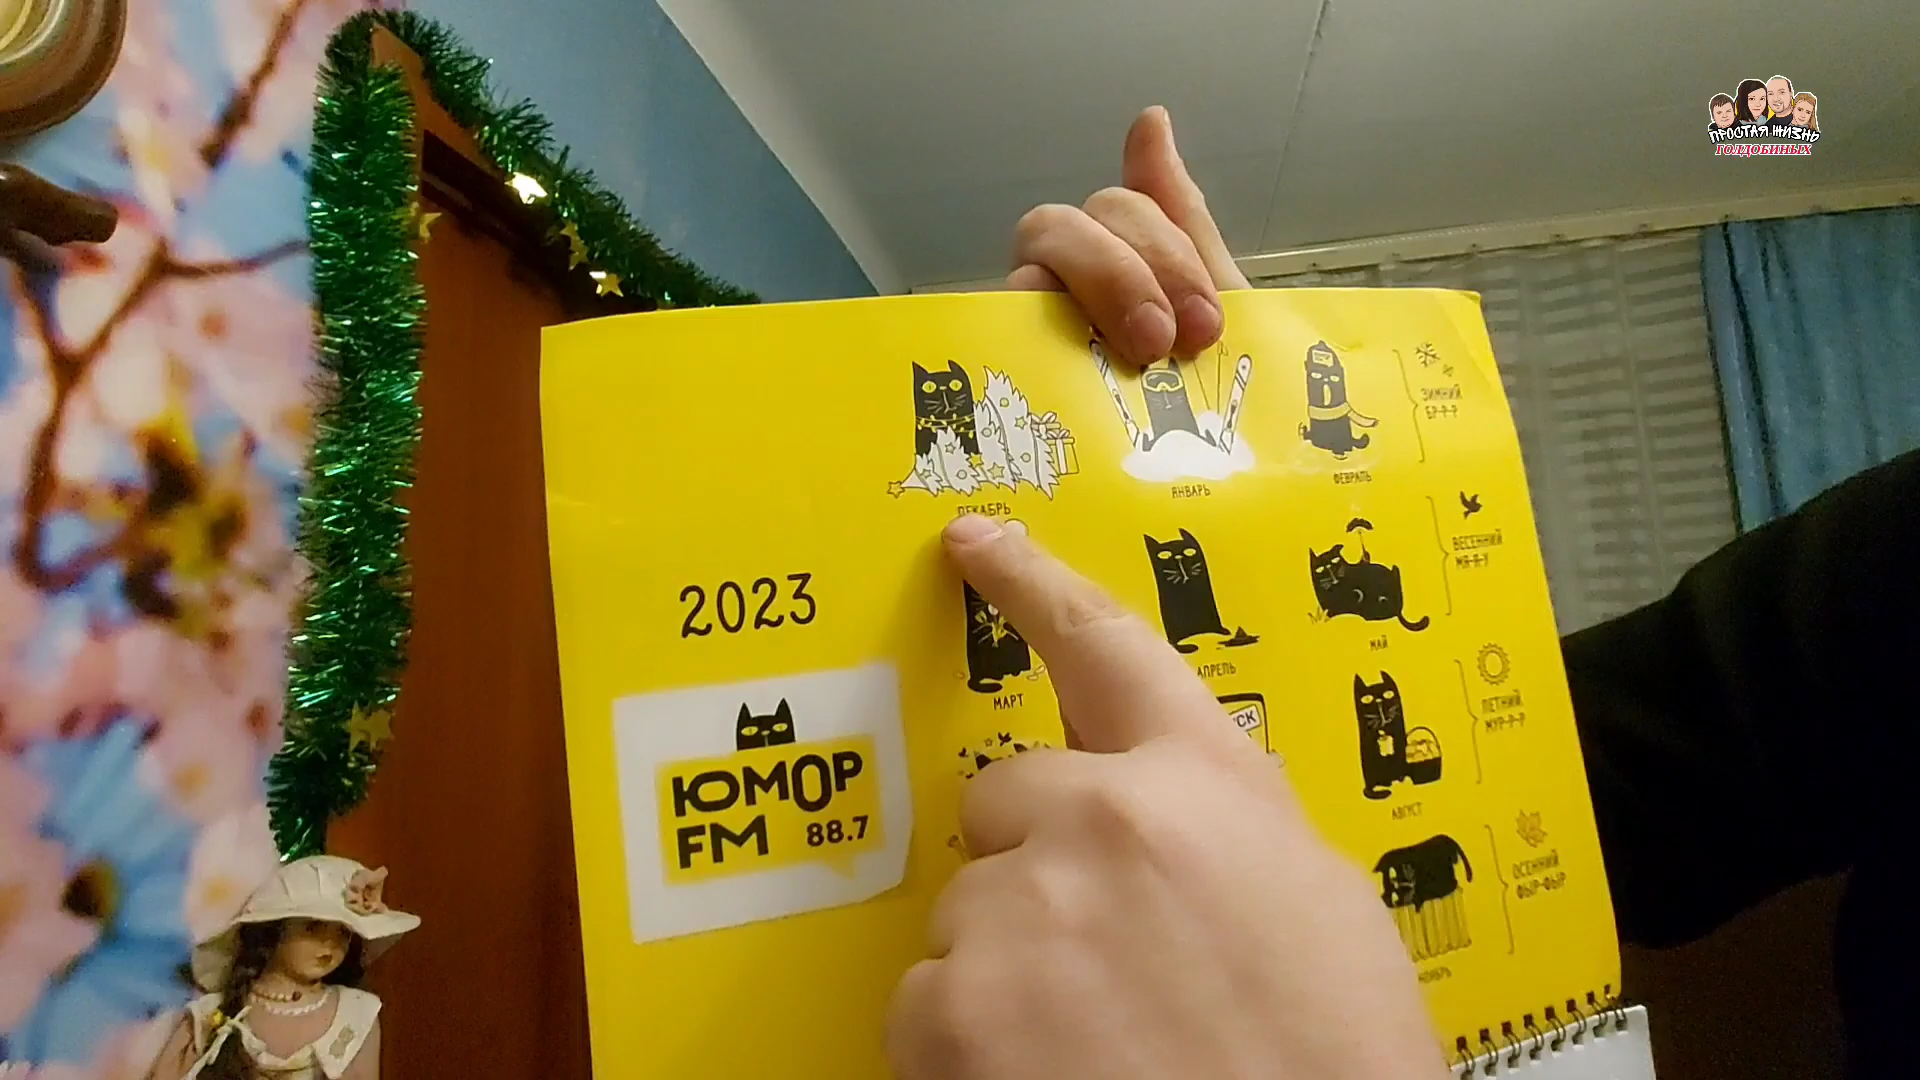 ПРОСТАЯ ЖИЗНЬ
ГОЛДОБИНЫХ
ДЕКАБРЬ
ЯНВАРЬ
ФЕВРАЛЬ
ЗИМНИЙ
БР-Р-Р
2023
МАРТ
АПРЕЛЬ
МАЙ
ВЕСЕННИЙ
МЯ-Я-У
АВГУСТ
ЛЕТНИЙ
МУР-Р-Р
ЮМОР
FM 88.7
НОЯБРЬ
ОСЕННИЙ
ФЫР-ФЫР